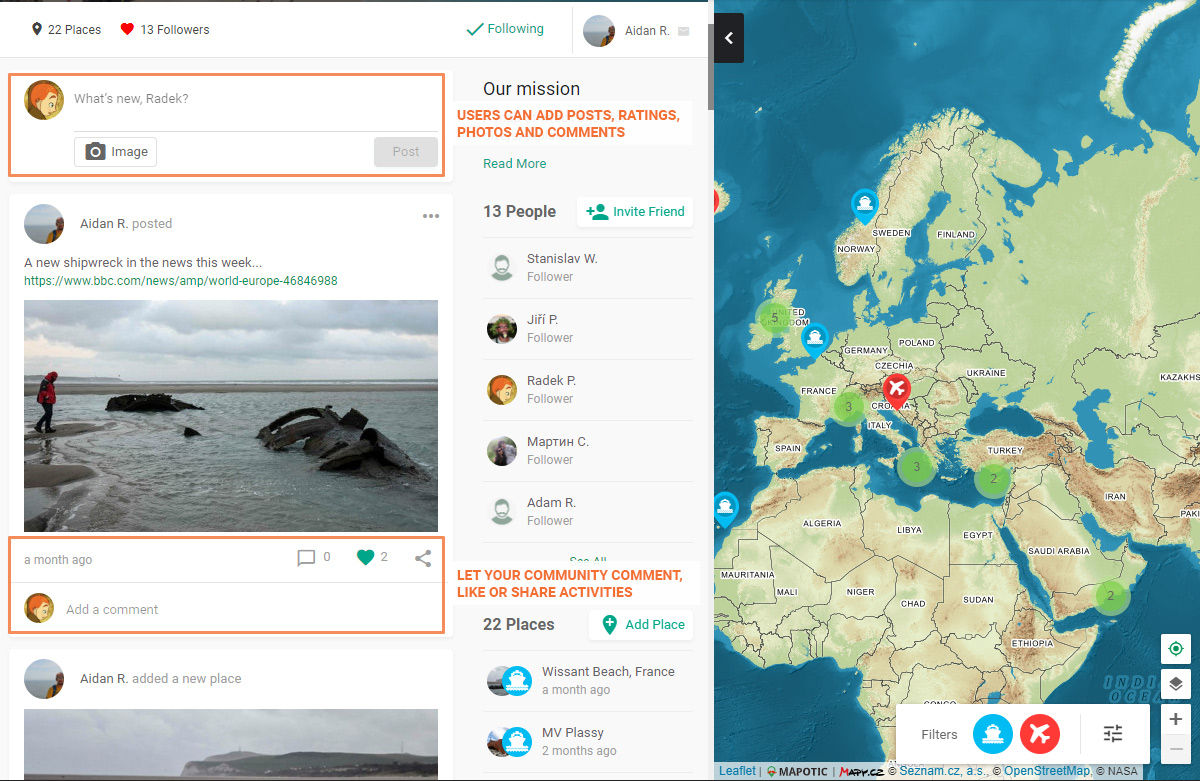 22 Places
13 Followers
Following
Aidan R.
What's new, Radek?
Image
Post
Our mission
USERS CAN ADD POSTS, RATINGS,
PHOTOS AND COMMENTS
Read More
13 People
Invite Friend
Stanislav W.
Follower
Jiří P.
Follower
Radek P.
Follower
Мартин С.
Follower
Adam R.
Follower
See All
Aidan R. posted
A new shipwreck in the news this week...
https://www.bbc.com/news/amp/world-europe-46846988
a month ago
0
2
Add a comment
LET YOUR COMMUNITY COMMENT,
LIKE OR SHARE ACTIVITIES
22 Places
Add Place
Wissant Beach, France
a month ago
MV Plassy
2 months ago
Aidan R. added a new place
SWEDEN
FINLAND
NORWAY
5
UNITED
KINGDOM
POLAND
GERMANY
CZECHIA
UKRAINE
KAZAKHS
FRANCE
3
CROATIA
ITALY
SPAIN
TURKEY
3
2
IRAN
PAKI
ALGERIA
LIBYA
EGYPT
SAUDI ARABIA
MAURITANIA
MALI
NIGER
CHAD
SUDAN
2
ETHIOPIA
INDI
OCEA
CONGO
Filters
+
−
Leaflet | MAPOTIC | MAPY.CZ © Seznam.cz, a.s., © OpenStreetMap, © NASA